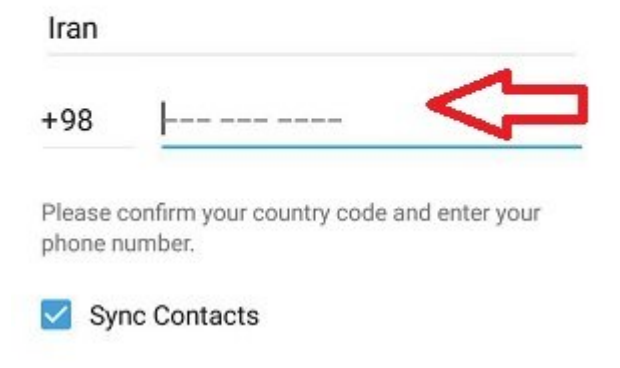 Iran
+98 --- --- ----
Please confirm your country code and enter your
phone number.
Sync Contacts